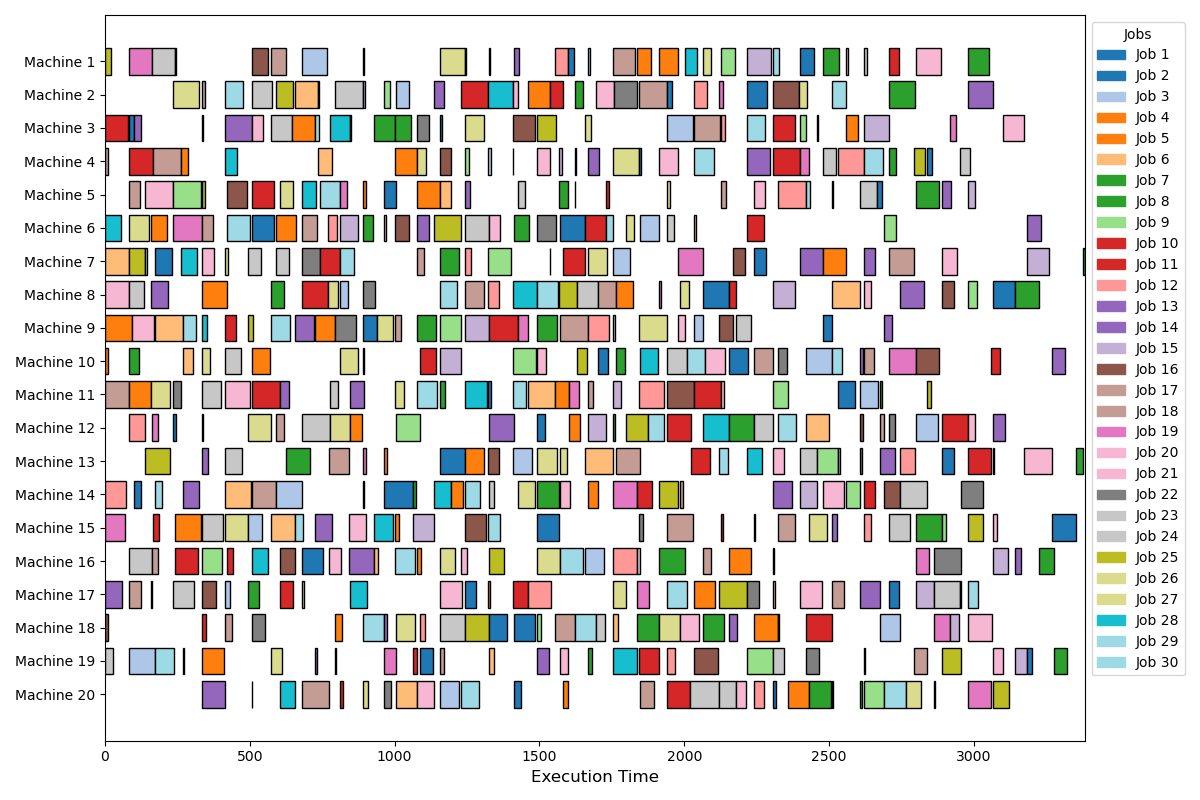 Machine 1
Machine 2
Machine 3
Machine 4
Machine 5
Machine 6
Machine 7
Machine 8
Machine 9
Machine 10
Machine 11
Machine 12
Machine 13
Machine 14
Machine 15
Machine 16
Machine 17
Machine 18
Machine 19
Machine 20
0 500 1000 1500 2000 2500 3000
Execution Time
Jobs
Job 1
Job 2
Job 3
Job 4
Job 5
Job 6
Job 7
Job 8
Job 9
Job 10
Job 11
Job 12
Job 13
Job 14
Job 15
Job 16
Job 17
Job 18
Job 19
Job 20
Job 21
Job 22
Job 23
Job 24
Job 25
Job 26
Job 27
Job 28
Job 29
Job 30